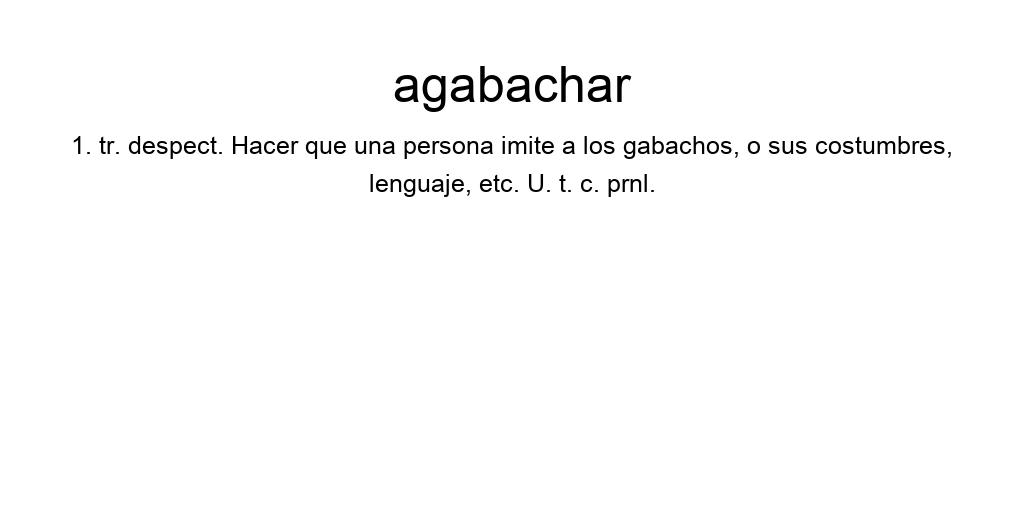 agabachar
1. tr. despect. Hacer que una persona imite a los gabachos, o sus costumbres,
lenguaje, etc. U. t. c. prnl.